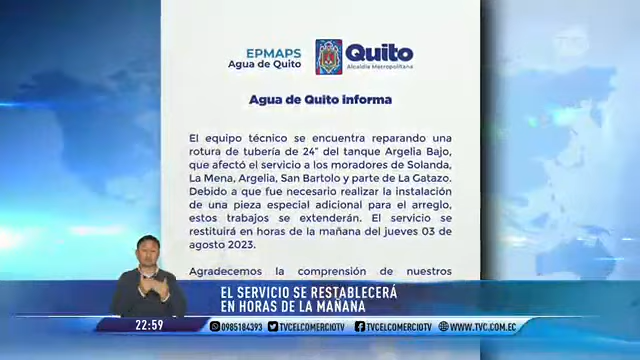 EPMAPS
Agua de Quito
Quito
Alcaldía Metropolitana
TVC
Agua de Quito informa
El equipo técnico se encuentra reparando una
rotura de tubería de 24" del tanque Argelia Bajo,
que afectó el servicio a los moradores de Solanda,
La Mena, Argelia, San Bartolo y parte de La Gatazo.
Debido a que fue necesario realizar la instalación
de una pieza especial adicional para el arreglo,
estos trabajos se extenderán. El servicio se
restituirá en horas de la mañana del jueves 03 de
agosto 2023.
Agradecemos la comprensión de nuestros
EL SERVICIO SE RESTABLECERÁ
EN HORAS DE LA MAÑANA
22:59
0985184393
TVCELCOMERCIOTV
TVCELCOMERCIOTV
WWW.TVC.COM.EC